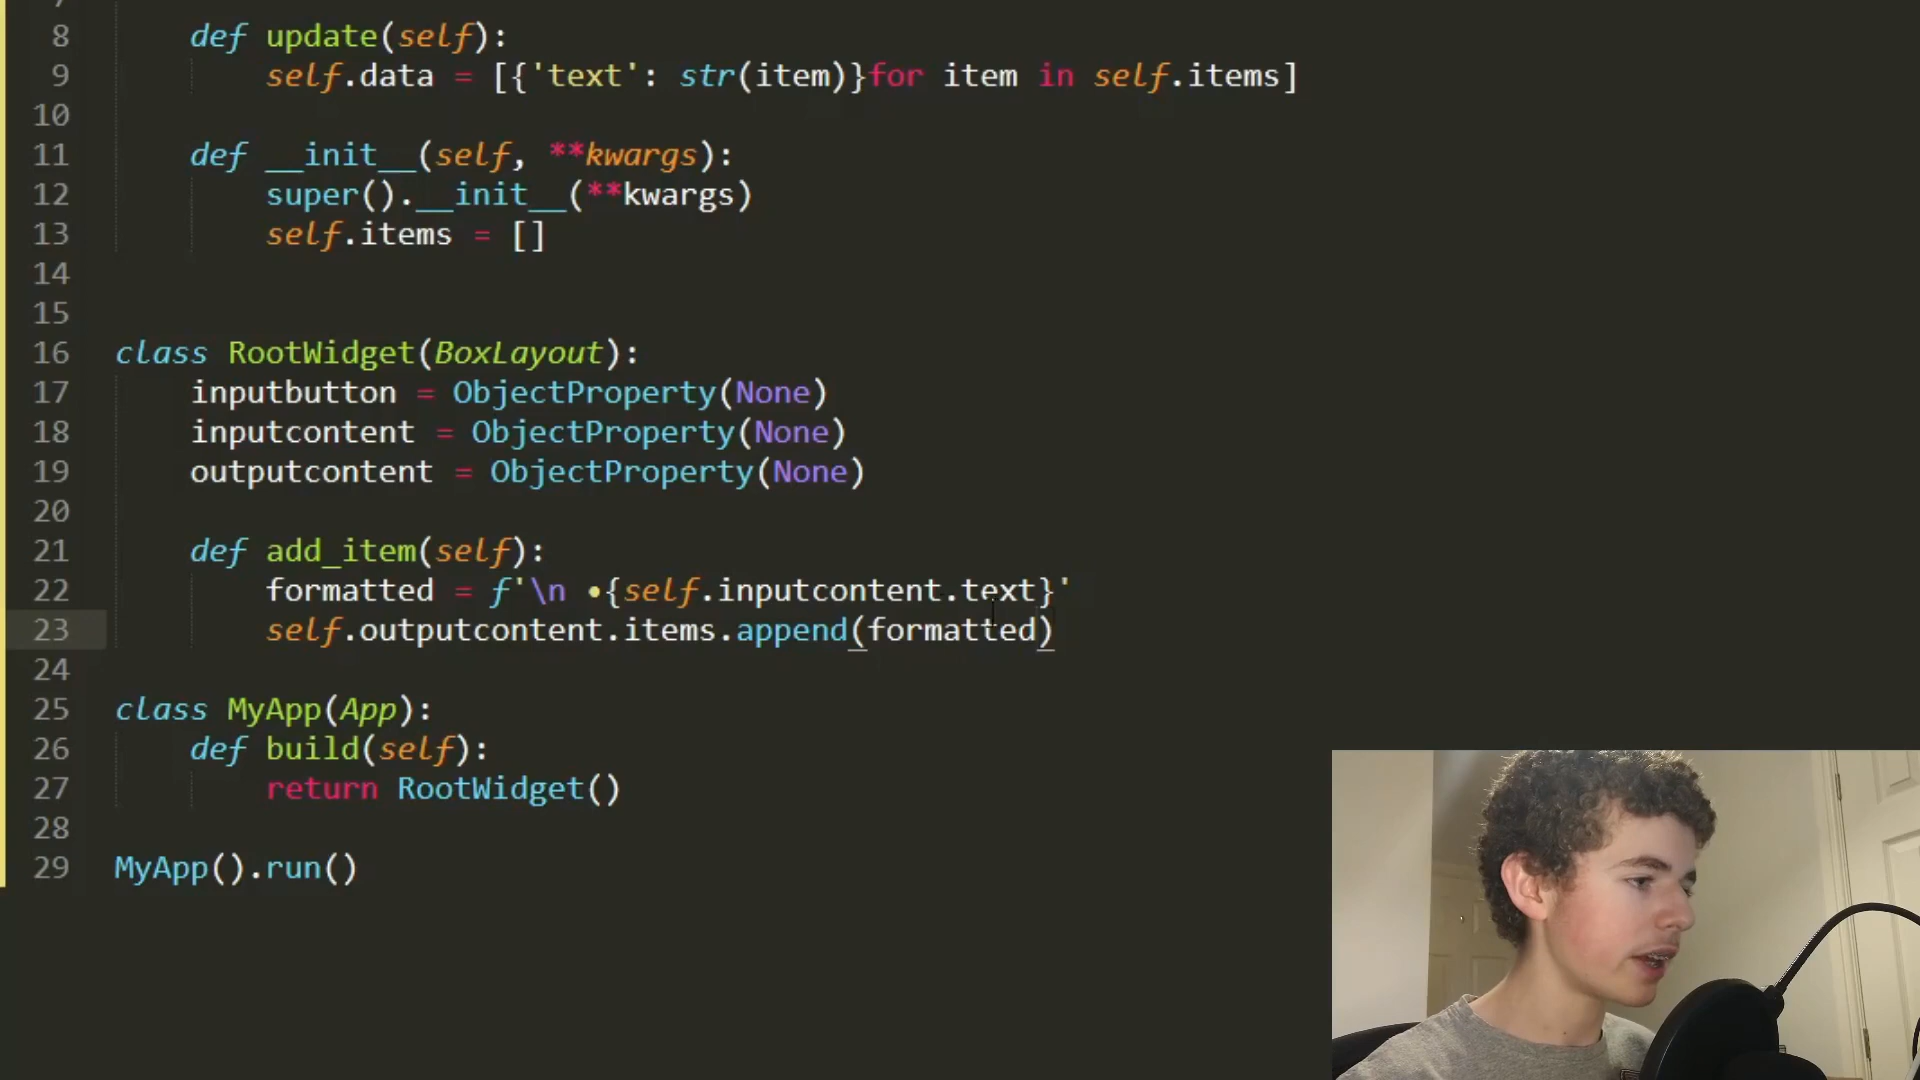 8 def update(self):
9 self.data = [{'text': str(item)}for item in self.items]
10
11 def __init__(self, **kwargs):
12 super().__init__(**kwargs)
13 self.items = []
14
15
16 class RootWidget(BoxLayout):
17 inputbutton = ObjectProperty(None)
18 inputcontent = ObjectProperty(None)
19 outputcontent = ObjectProperty(None)
20
21 def add_item(self):
22 formatted = f'\n •{self.inputcontent.text}'
23 self.outputcontent.items.append(formatted)
24
25 class MyApp(App):
26 def build(self):
27 return RootWidget()
28
29 MyApp().run()